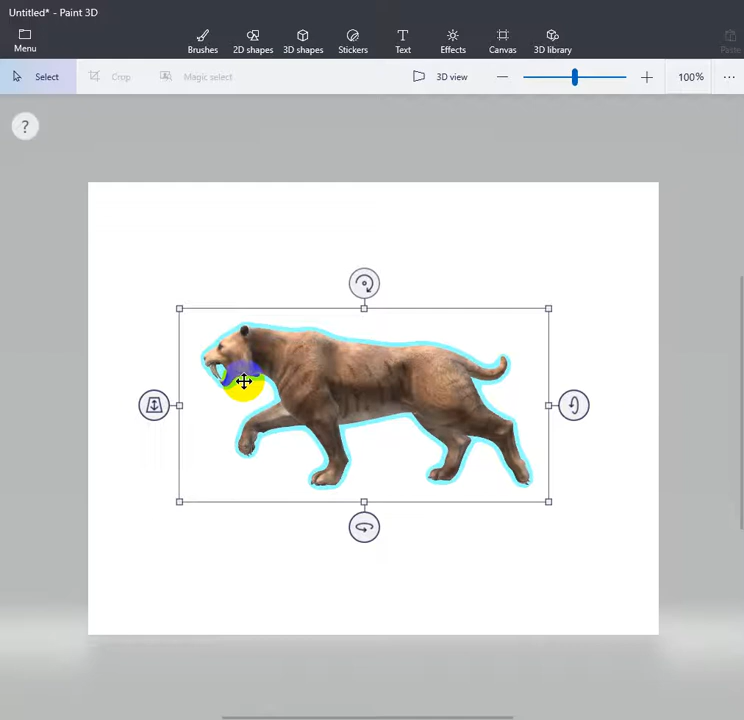 Untitled* - Paint 3D
Menu
Brushes
2D shapes
3D shapes
Stickers
Text
Effects
Canvas
3D library
Paste
Select
Crop
Magic select
3D view
100%
?